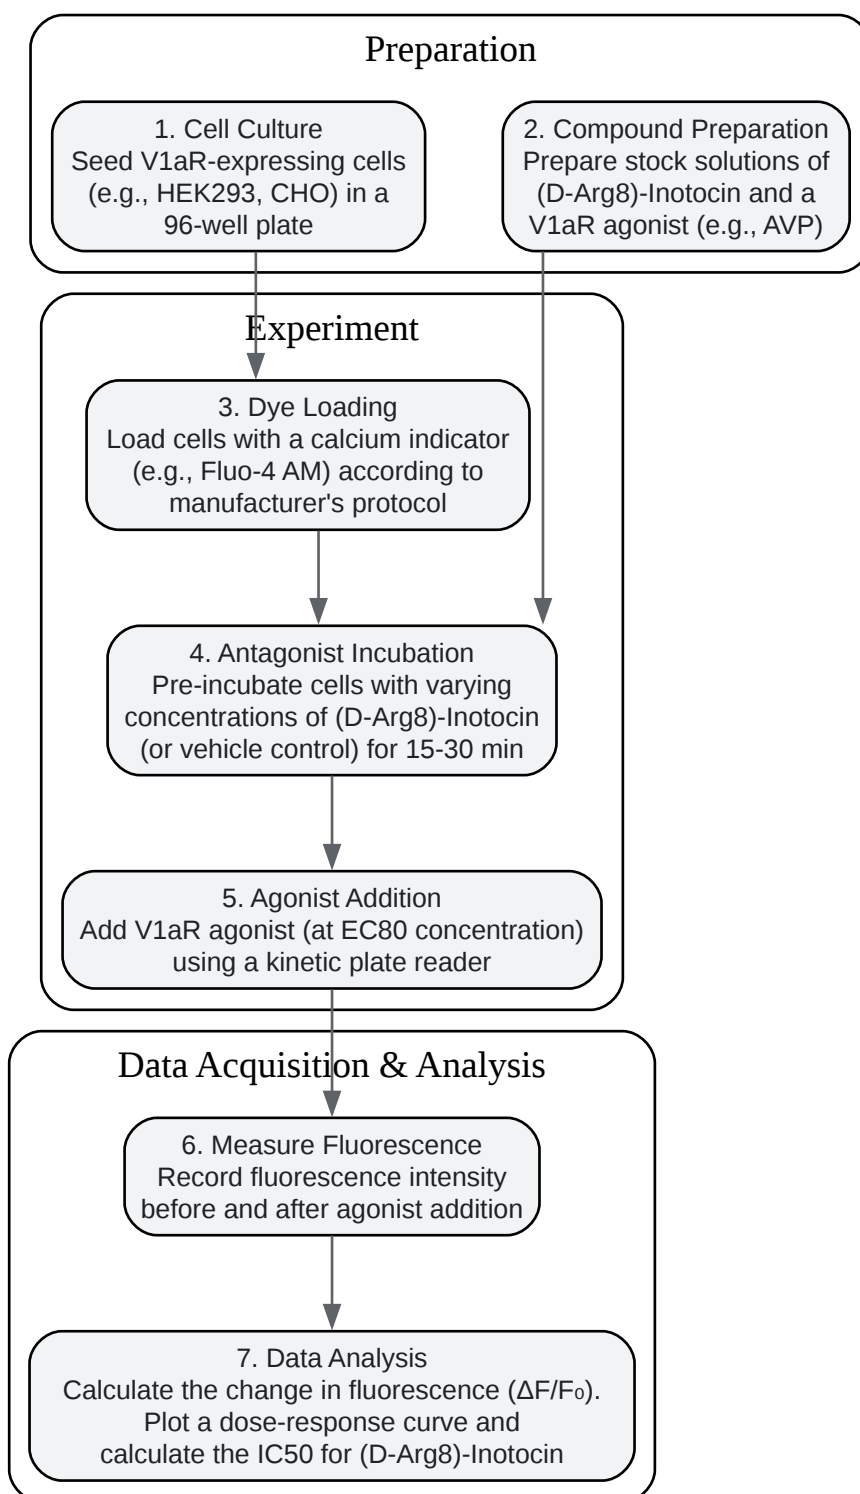 Preparation
1. Cell Culture
Seed V1aR-expressing cells
(e.g., HEK293, CHO) in a
96-well plate
2. Compound Preparation
Prepare stock solutions of
(D-Arg8)-Inotocin and a
V1aR agonist (e.g., AVP)
Experiment
3. Dye Loading
Load cells with a calcium indicator
(e.g., Fluo-4 AM) according to
manufacturer's protocol
4. Antagonist Incubation
Pre-incubate cells with varying
concentrations of (D-Arg8)-Inotocin
(or vehicle control) for 15-30 min
5. Agonist Addition
Add V1aR agonist (at EC80 concentration)
using a kinetic plate reader
Data Acquisition & Analysis
6. Measure Fluorescence
Record fluorescence intensity
before and after agonist addition
7. Data Analysis
Calculate the change in fluorescence (ΔF/F₀).
Plot a dose-response curve and
calculate the IC50 for (D-Arg8)-Inotocin